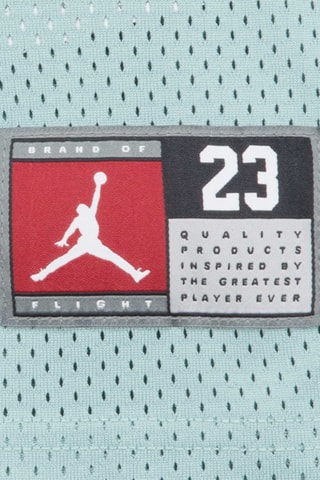 BRAND OF
FLIGHT
23
QUALITY
PRODUCTS
INSPIRED BY
THE GREATEST
PLAYER EVER